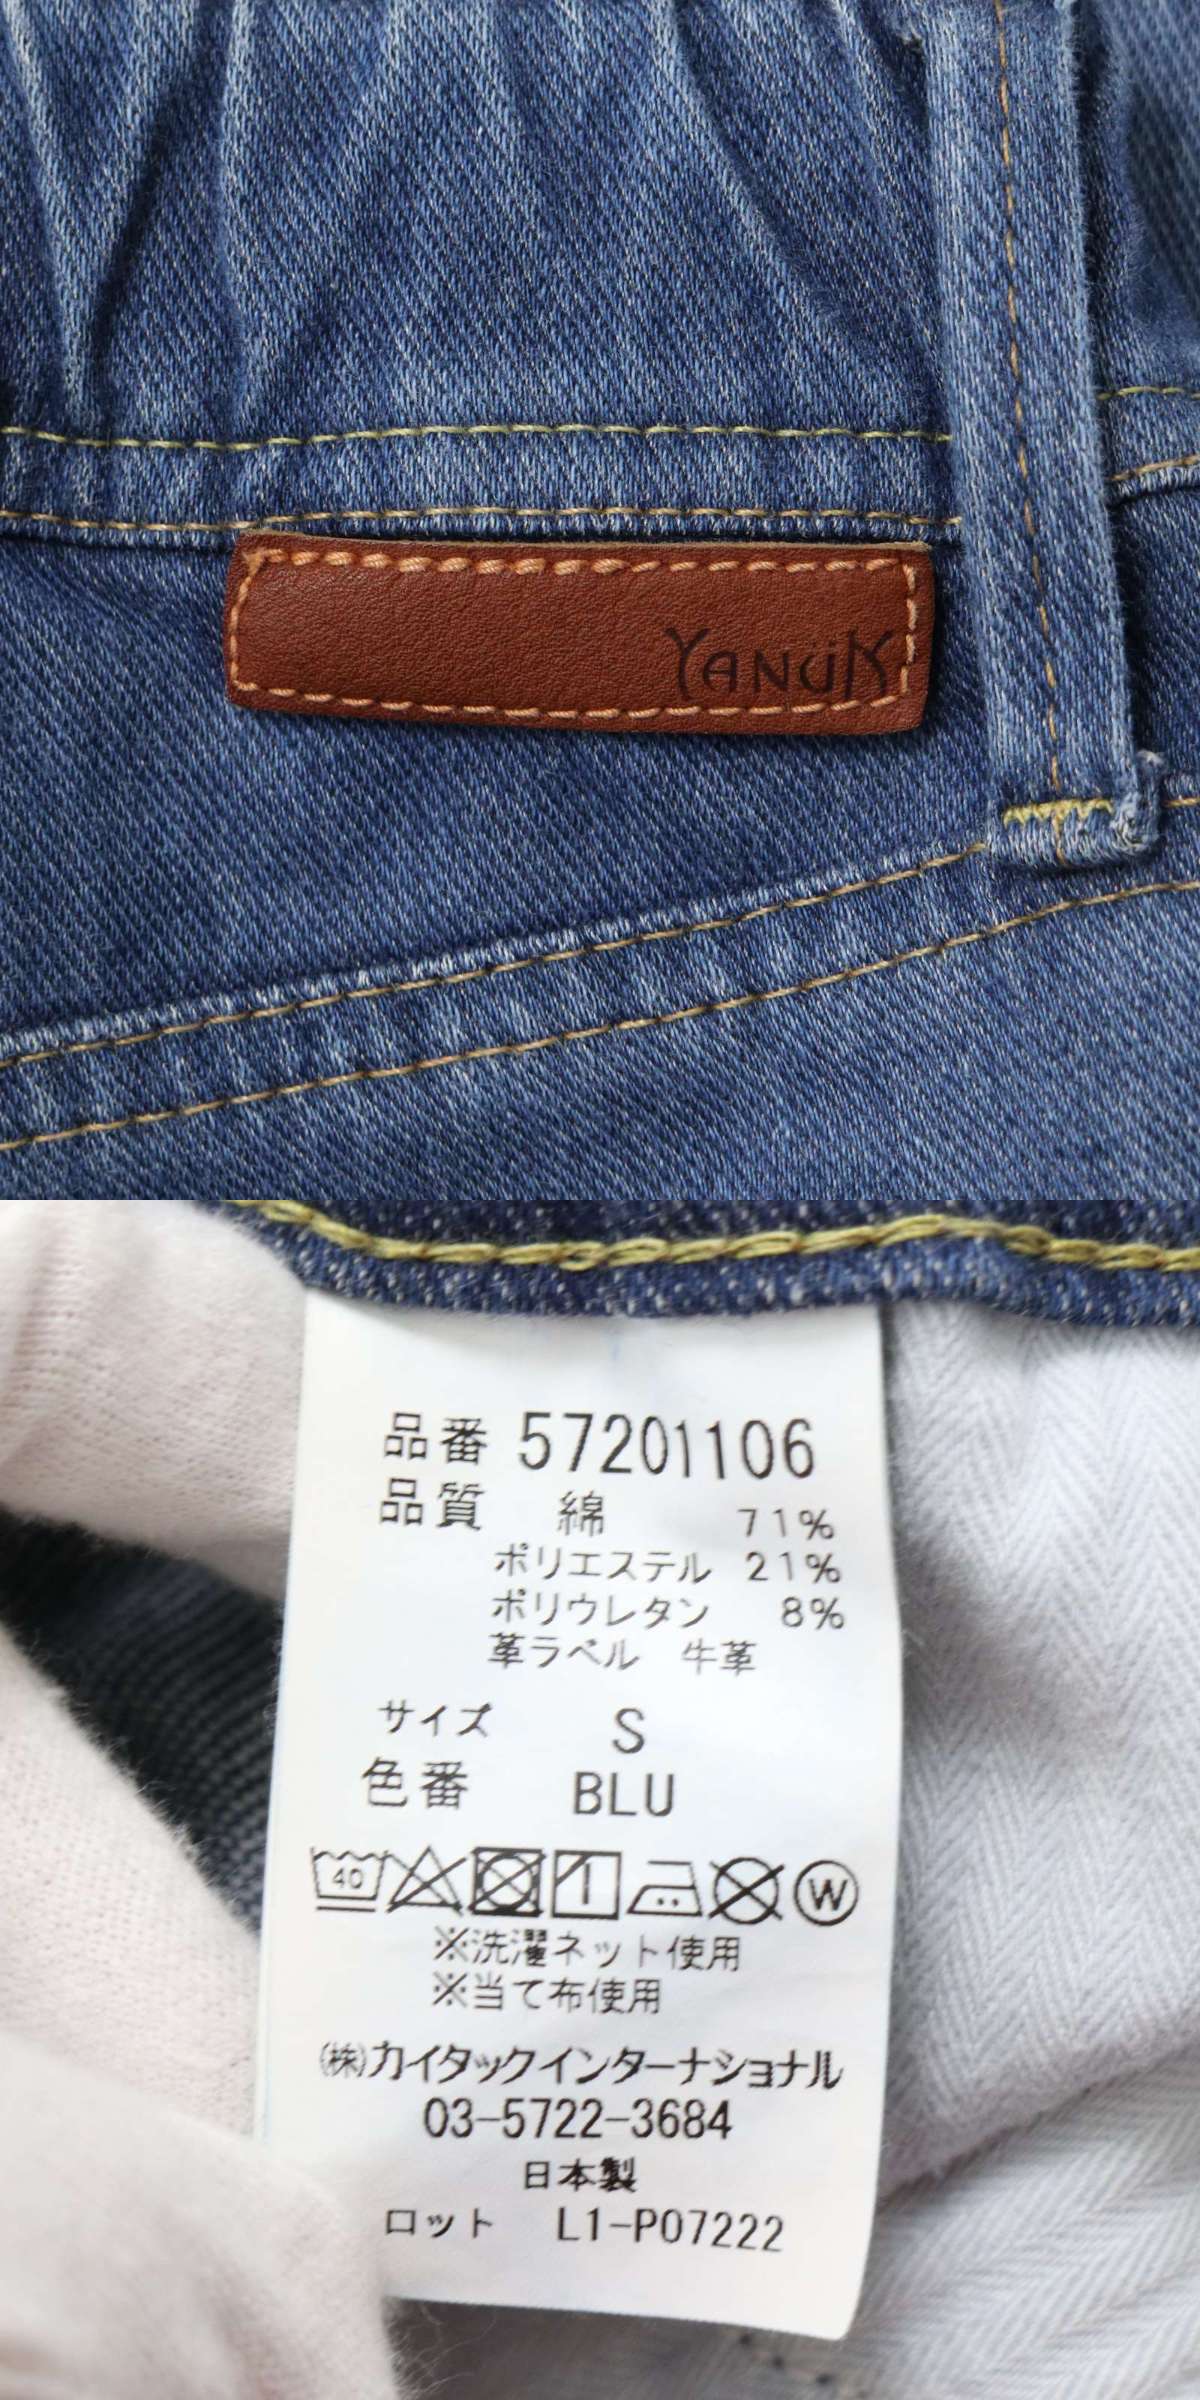 YANUK
品番 57201106
品質 綿 71%
ポリエステル 21%
ポリウレタン 8%
革ラベル 牛革
サイズ S
色番 BLU
40 W
※洗濯ネット使用
※当て布使用
(株)カイタックインターナショナル
03-5722-3684
日本製
ロット L1-P07222